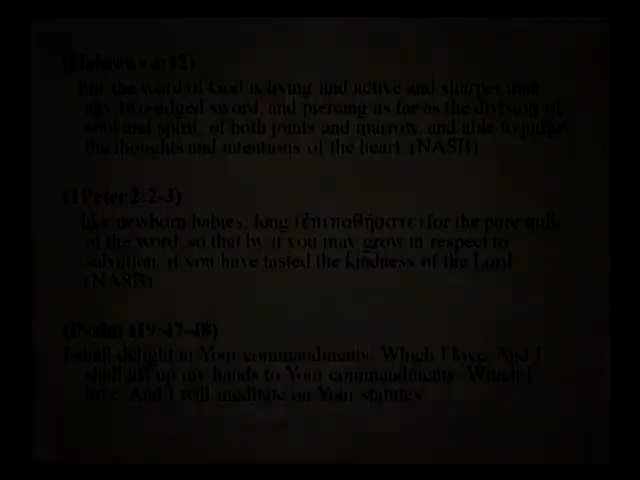 (Hebrews 4:12)
For the word of God is living and active and sharper than
any two-edged sword, and piercing as far as the division of
soul and spirit, of both joints and marrow, and able to judge
the thoughts and intentions of the heart. (NASB)
(1 Peter 2:2-3)
like newborn babies, long (ἐπιποθήσατε) for the pure milk
of the word, so that by it you may grow in respect to
salvation, if you have tasted the kindness of the Lord
(NASB)
(Psalm 119:47-48)
I shall delight in Your commandments, Which I love. And I
shall lift up my hands to Your commandments, Which I
love; And I will meditate on Your statutes